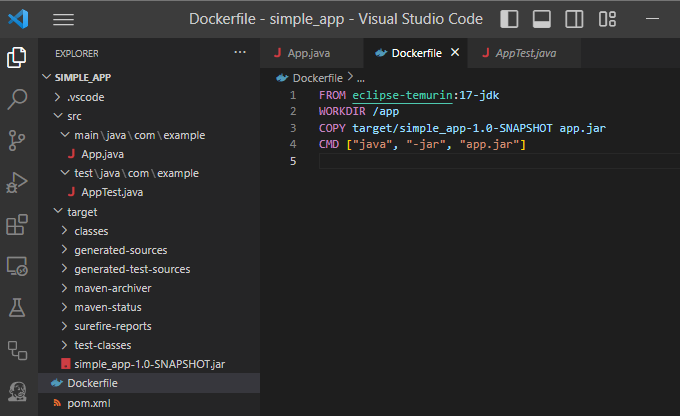 Dockerfile - simple_app - Visual Studio Code
EXPLORER
SIMPLE_APP
.vscode
src
main\java\com\example
App.java
test\java\com\example
AppTest.java
target
classes
generated-sources
generated-test-sources
maven-archiver
maven-status
surefire-reports
test-classes
simple_app-1.0-SNAPSHOT.jar
Dockerfile
pom.xml
App.java Dockerfile AppTest.java
Dockerfile > ...
1 FROM eclipse-temurin:17-jdk
2 WORKDIR /app
3 COPY target/simple_app-1.0-SNAPSHOT app.jar
4 CMD ["java", "-jar", "app.jar"]
5